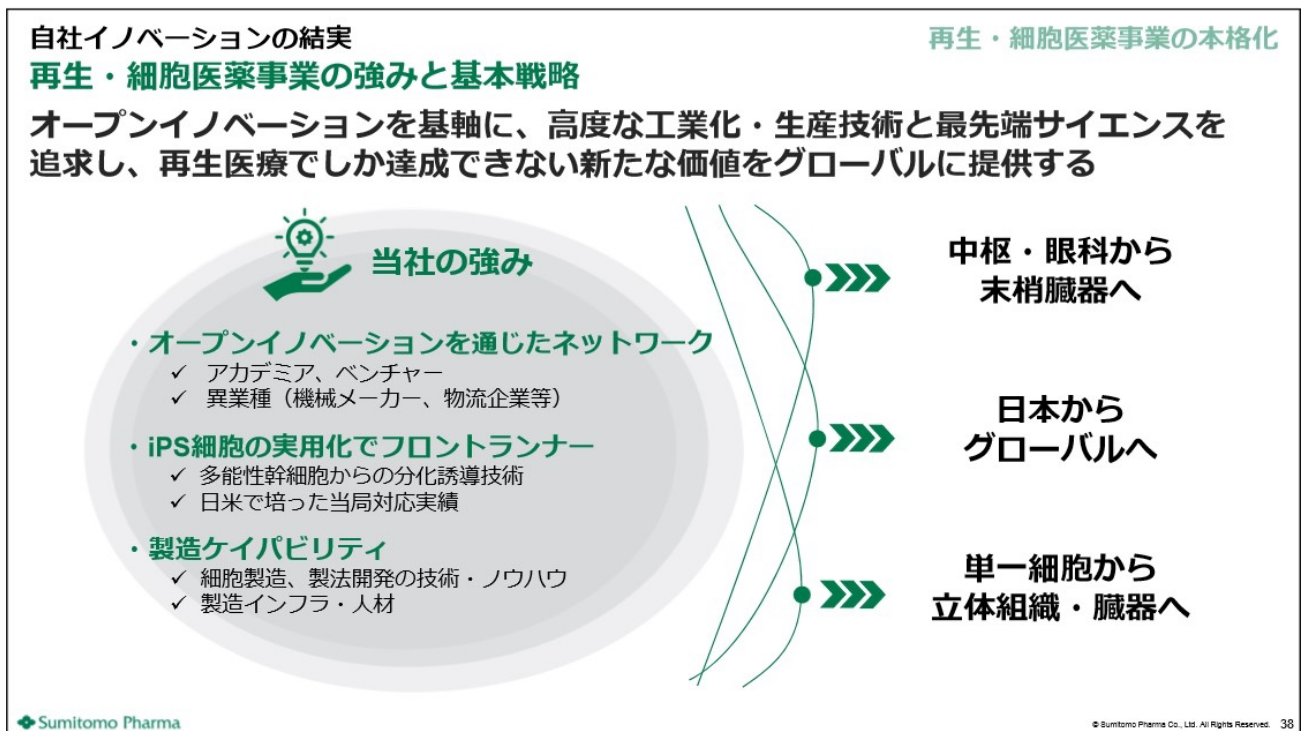 自社イノベーションの結実
再生・細胞医薬事業の本格化
再生・細胞医薬事業の強みと基本戦略
オープンイノベーションを基軸に、高度な工業化・生産技術と最先端サイエンスを
追求し、再生医療でしか達成できない新たな価値をグローバルに提供する
当社の強み
・オープンイノベーションを通じたネットワーク
✓ アカデミア、ベンチャー
✓ 異業種（機械メーカー、物流企業等）
・iPS細胞の実用化でフロントランナー
✓ 多能性幹細胞からの分化誘導技術
✓ 日米で培った当局対応実績
・製造ケイパビリティ
✓ 細胞製造、製法開発の技術・ノウハウ
✓ 製造インフラ・人材
中枢・眼科から
末梢臓器へ
日本から
グローバルへ
単一細胞から
立体組織・臓器へ
Sumitomo Pharma
© Sumitomo Pharma Co., Ltd. All Rights Reserved. 38